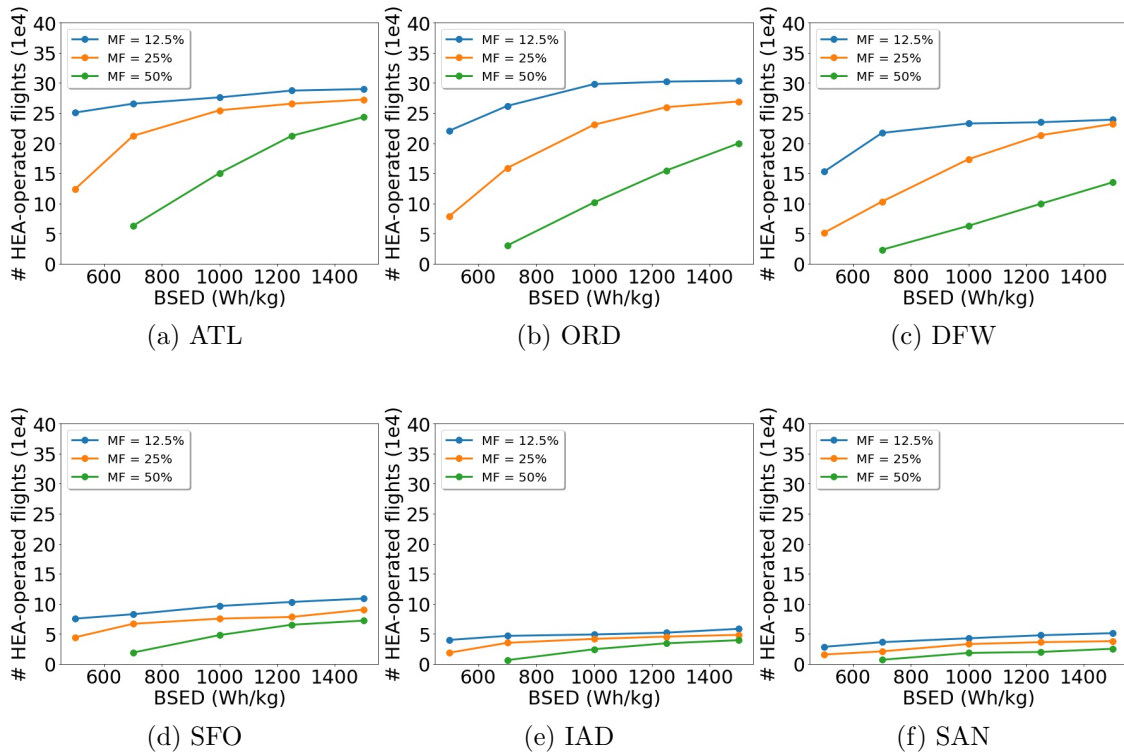 # HEA-operated flights (1e4)
40
35
30
25
20
15
10
5
0
MF = 12.5%
MF = 25%
MF = 50%
600 800 1000 1200 1400
BSED (Wh/kg)
(a) ATL
# HEA-operated flights (1e4)
40
35
30
25
20
15
10
5
0
MF = 12.5%
MF = 25%
MF = 50%
600 800 1000 1200 1400
BSED (Wh/kg)
(b) ORD
# HEA-operated flights (1e4)
40
35
30
25
20
15
10
5
0
MF = 12.5%
MF = 25%
MF = 50%
600 800 1000 1200 1400
BSED (Wh/kg)
(c) DFW
# HEA-operated flights (1e4)
40
35
30
25
20
15
10
5
0
MF = 12.5%
MF = 25%
MF = 50%
600 800 1000 1200 1400
BSED (Wh/kg)
(d) SFO
# HEA-operated flights (1e4)
40
35
30
25
20
15
10
5
0
MF = 12.5%
MF = 25%
MF = 50%
600 800 1000 1200 1400
BSED (Wh/kg)
(e) IAD
# HEA-operated flights (1e4)
40
35
30
25
20
15
10
5
0
MF = 12.5%
MF = 25%
MF = 50%
600 800 1000 1200 1400
BSED (Wh/kg)
(f) SAN